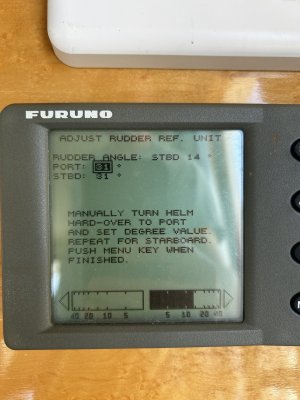 FURUNO
ADJUST RUDDER REF. UNIT
RUDDER ANGLE: STBD 14 °
PORT: 31 °
STBD: 31 °
MANUALLY TURN HELM
HARD-OVER TO PORT
AND SET DEGREE VALUE.
REPEAT FOR STARBOARD.
PUSH MENU KEY WHEN
FINISHED.
40 20 10 5 5 10 20 40